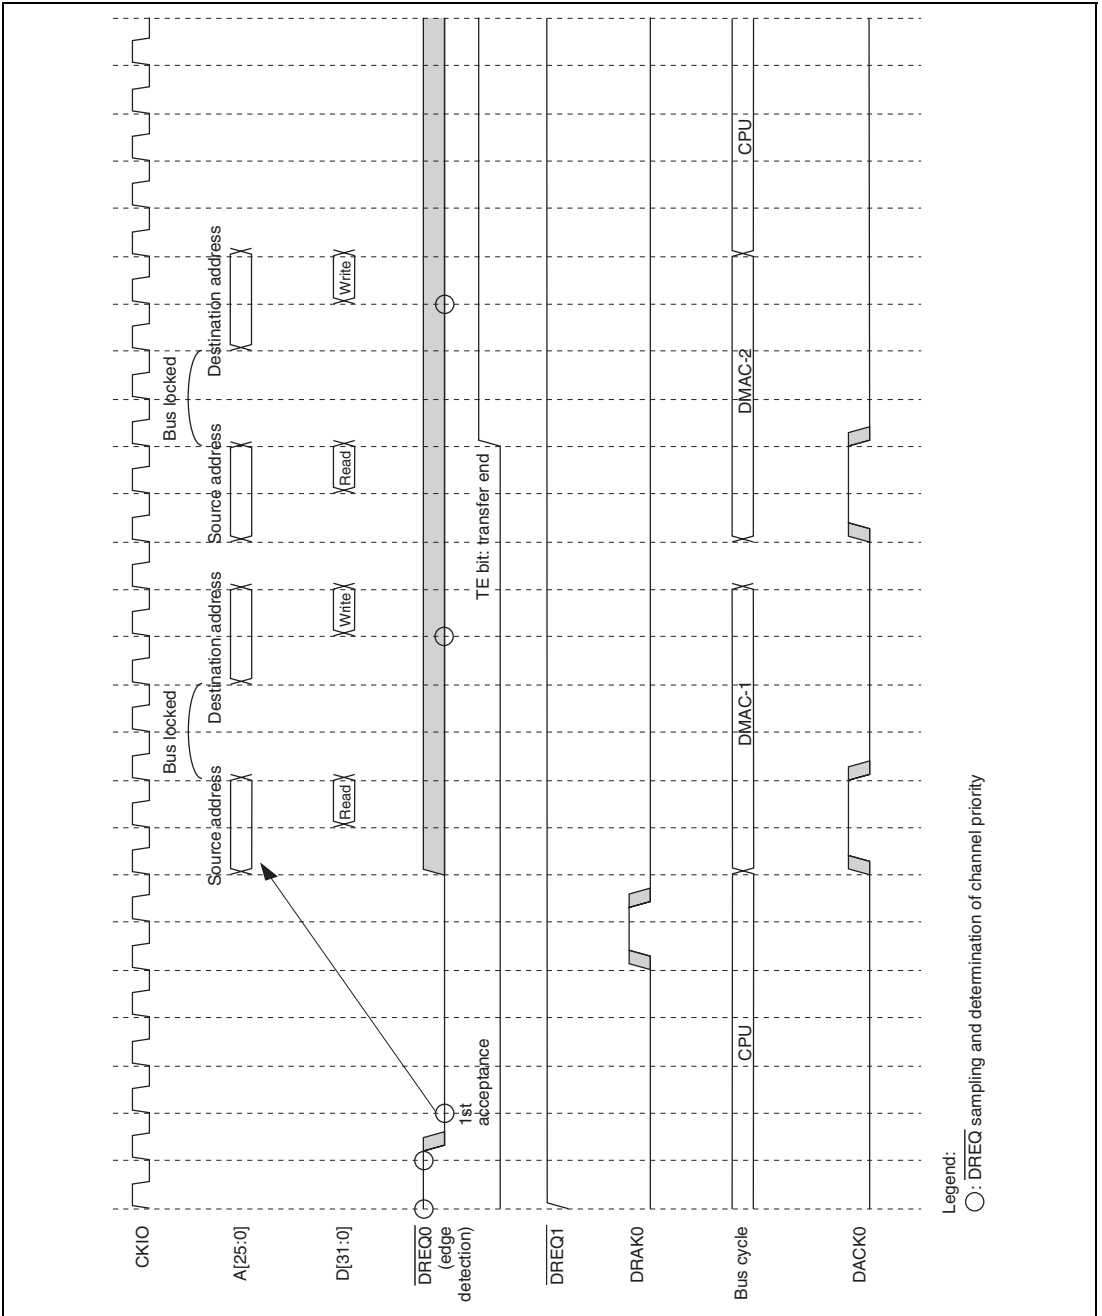 CKIO
Source address
Bus locked
Destination address
Source address
Bus locked
Destination address
A[25:0]
Read
Write
Read
Write
D[31:0]
DREQ0
(edge
detection)
1st
acceptance
TE bit: transfer end
DREQ1
DRAK0
CPU
DMAC-1
DMAC-2
CPU
Bus cycle
DACK0
Legend:
: DREQ sampling and determination of channel priority